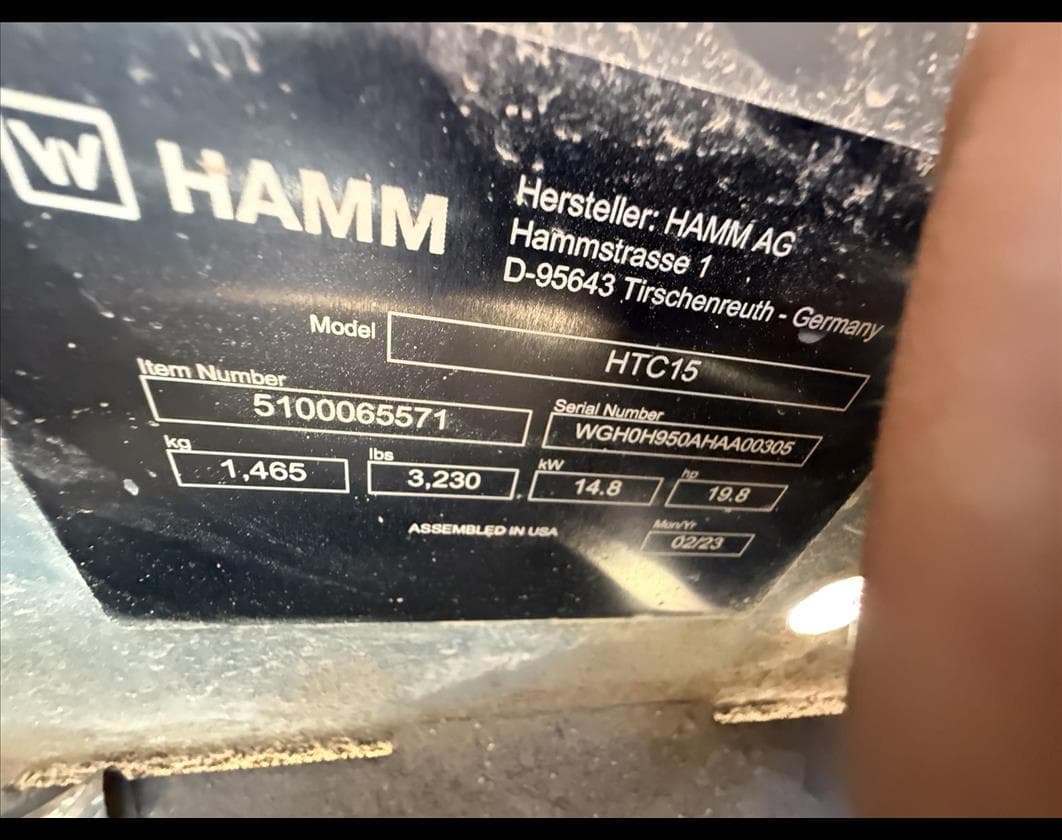 W HAMM
Hersteller: HAMM AG
Hammstrasse 1
D-95643 Tirschenreuth - Germany
Model HTC15
Item Number Serial Number
5100065571 WGH0H950AHAA00305
kg lbs kW hp
1,465 3,230 14.8 19.8
ASSEMBLED IN USA Mon/Yr
02/23